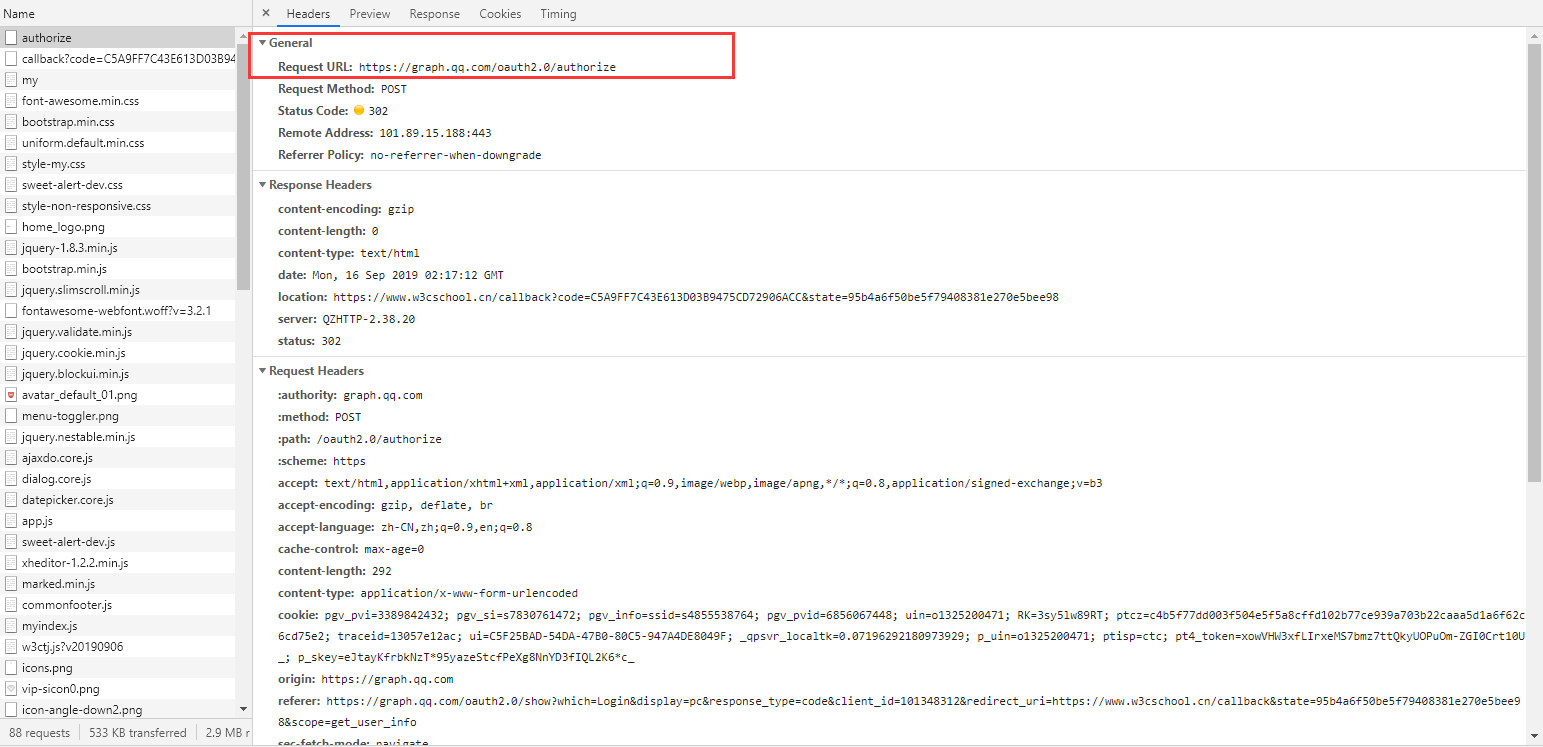 Name
authorize
callback?code=C5A9FF7C43E613D03B94
my
font-awesome.min.css
bootstrap.min.css
uniform.default.min.css
style-my.css
sweet-alert-dev.css
style-non-responsive.css
home_logo.png
jquery-1.8.3.min.js
bootstrap.min.js
jquery.slimscroll.min.js
fontawesome-webfont.woff?v=3.2.1
jquery.validate.min.js
jquery.cookie.min.js
jquery.blockui.min.js
avatar_default_01.png
menu-toggler.png
jquery.nestable.min.js
ajaxdo.core.js
dialog.core.js
datepicker.core.js
app.js
sweet-alert-dev.js
xheditor-1.2.2.min.js
marked.min.js
commonfooter.js
myindex.js
w3ctj.js?v20190906
icons.png
vip-sicon0.png
icon-angle-down2.png
88 requests 533 KB transferred 2.9 MB r
× Headers Preview Response Cookies Timing
▼General
Request URL: https://graph.qq.com/oauth2.0/authorize
Request Method: POST
Status Code: 302
Remote Address: 101.89.15.188:443
Referrer Policy: no-referrer-when-downgrade
▼Response Headers
content-encoding: gzip
content-length: 0
content-type: text/html
date: Mon, 16 Sep 2019 02:17:12 GMT
location: https://www.w3cschool.cn/callback?code=C5A9FF7C43E613D03B9475CD72906ACC&state=95b4a6f50be5f79408381e270e5bee98
server: QZHTTP-2.38.20
status: 302
▼Request Headers
:authority: graph.qq.com
:method: POST
:path: /oauth2.0/authorize
:scheme: https
accept: text/html,application/xhtml+xml,application/xml;q=0.9,image/webp,image/apng,*/*;q=0.8,application/signed-exchange;v=b3
accept-encoding: gzip, deflate, br
accept-language: zh-CN,zh;q=0.9,en;q=0.8
cache-control: max-age=0
content-length: 292
content-type: application/x-www-form-urlencoded
cookie: pgv_pvi=3389842432; pgv_si=s7830761472; pgv_info=ssid=s4855538764; pgv_pvid=6856067448; uin=o1325200471; RK=3sy5lw89RT; ptcz=c4b5f77dd003f504e5f5a8cffd102b77ce939a703b22caaa5d1a6f62c
6cd75e2; traceid=13057e12ac; ui=C5F25BAD-54DA-47B0-80C5-947A4DE8049F; _qpsvr_localtk=0.07196292180973929; p_uin=o1325200471; ptisp=ctc; pt4_token=xowVHW3xfLIrxeMS7bmz7ttQkyUOPuOm-ZGI0Crt10U
_; p_skey=eJtayKfrbkNzT*95yazeStcfPeXg8NnYD3fIQL2K6*c_
origin: https://graph.qq.com
referer: https://graph.qq.com/oauth2.0/show?which=Login&display=pc&response_type=code&client_id=101348312&redirect_uri=https://www.w3cschool.cn/callback&state=95b4a6f50be5f79408381e270e5bee9
8&scope=get_user_info
sec-fetch-mode: navigate